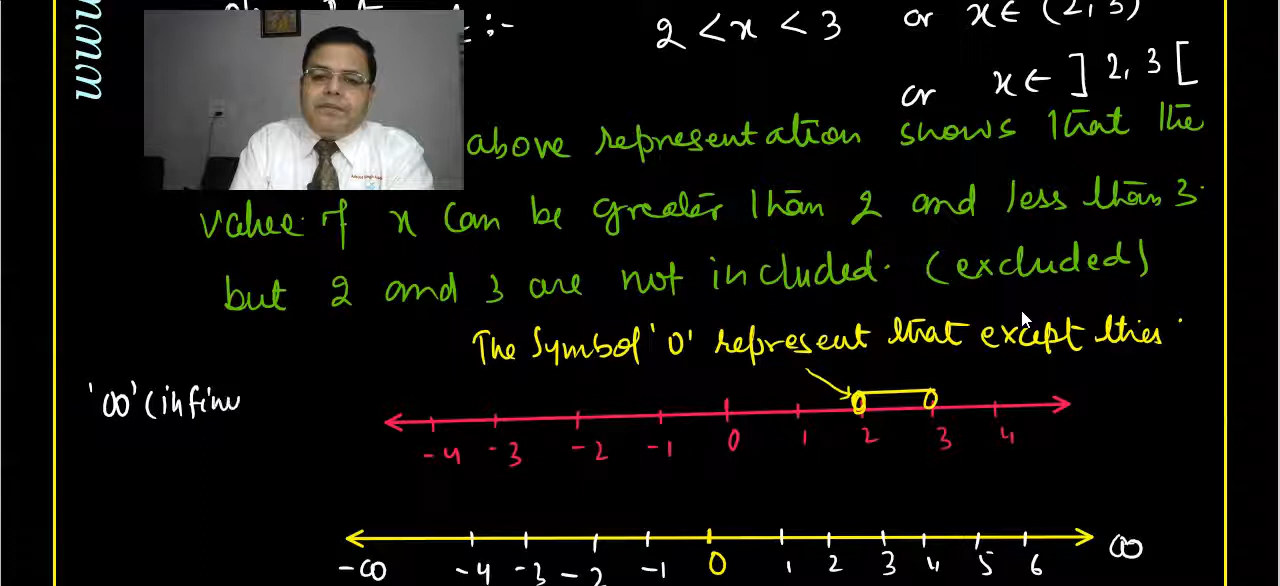 www
:- 2 < x < 3 or x ∈ (2, 3)
or x ∈ ] 2, 3 [
above representation shows that the
value of x can be greater than 2 and less than 3.
but 2 and 3 are not included. (excluded)
The symbol 'O' represent that except this
'∞' (infin
-4 -3 -2 -1 0 1 2 3 4
-∞ -4 -3 -2 -1 0 1 2 3 4 5 6 ∞